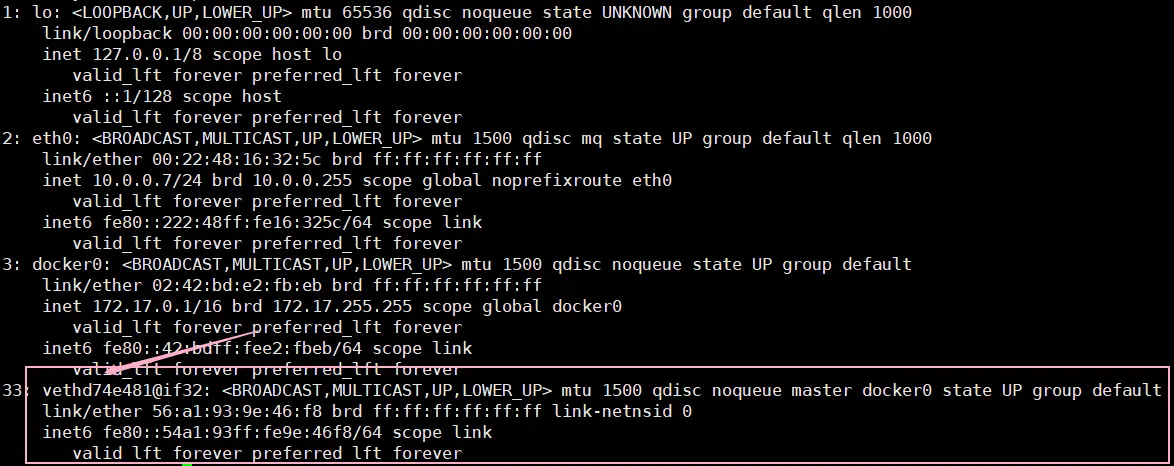 1: lo: <LOOPBACK,UP,LOWER_UP> mtu 65536 qdisc noqueue state UNKNOWN group default qlen 1000
    link/loopback 00:00:00:00:00:00 brd 00:00:00:00:00:00
    inet 127.0.0.1/8 scope host lo
       valid_lft forever preferred_lft forever
    inet6 ::1/128 scope host
       valid_lft forever preferred_lft forever
2: eth0: <BROADCAST,MULTICAST,UP,LOWER_UP> mtu 1500 qdisc mq state UP group default qlen 1000
    link/ether 00:22:48:16:32:5c brd ff:ff:ff:ff:ff:ff
    inet 10.0.0.7/24 brd 10.0.0.255 scope global noprefixroute eth0
       valid_lft forever preferred_lft forever
    inet6 fe80::222:48ff:fe16:325c/64 scope link
       valid_lft forever preferred_lft forever
3: docker0: <BROADCAST,MULTICAST,UP,LOWER_UP> mtu 1500 qdisc noqueue state UP group default
    link/ether 02:42:bd:e2:fb:eb brd ff:ff:ff:ff:ff:ff
    inet 172.17.0.1/16 brd 172.17.255.255 scope global docker0
       valid_lft forever preferred_lft forever
    inet6 fe80::42:bdff:fee2:fbeb/64 scope link
       valid_lft forever preferred_lft forever
33: vethd74e481@if32: <BROADCAST,MULTICAST,UP,LOWER_UP> mtu 1500 qdisc noqueue master docker0 state UP group default
    link/ether 56:a1:93:9e:46:f8 brd ff:ff:ff:ff:ff:ff link-netnsid 0
    inet6 fe80::54a1:93ff:fe9e:46f8/64 scope link
       valid_lft forever preferred_lft forever